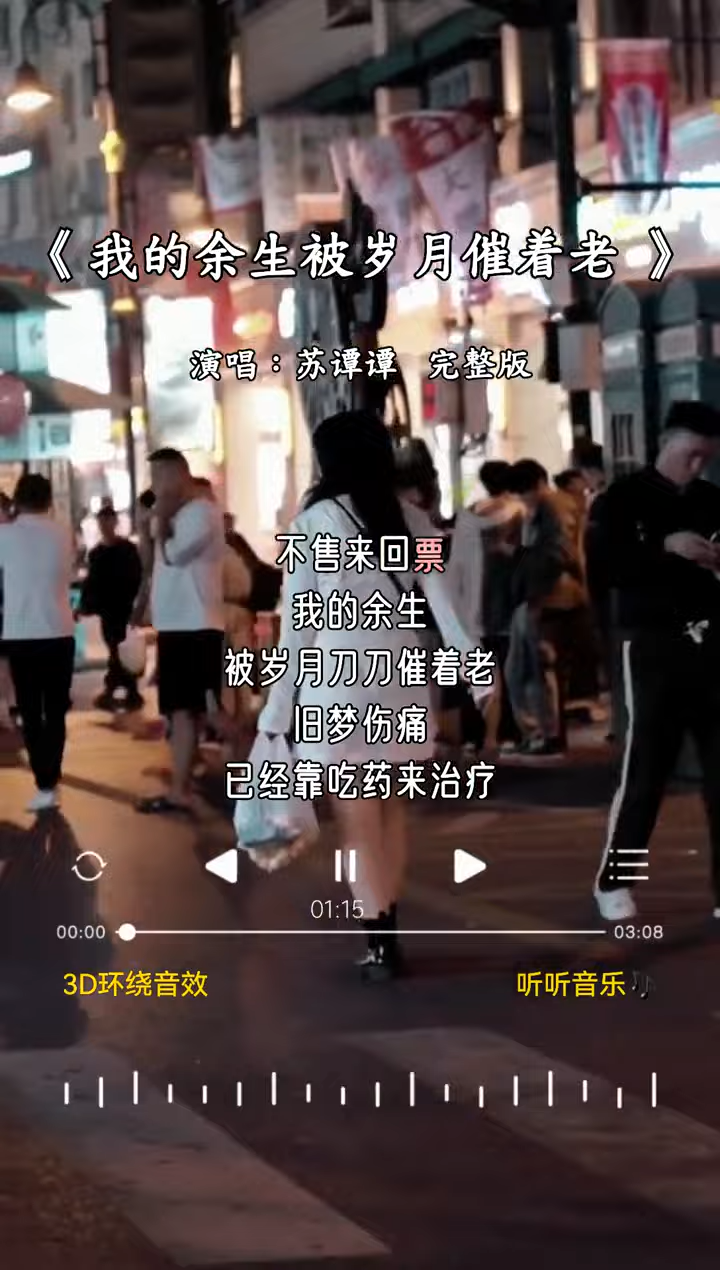 《 我的余生被岁月催着老 》
演唱：苏谭谭 完整版
不售来回票
我的余生
被岁月刀刀催着老
旧梦伤痛
已经靠吃药来治疗
01:15
00:00 03:08
3D环绕音效 听听音乐